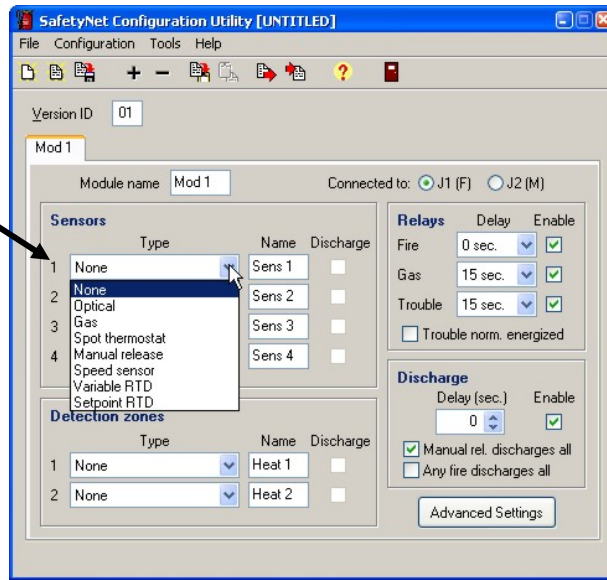 SafetyNet Configuration Utility [UNTITLED]
File Configuration Tools Help
Version ID 01
Mod 1
Module name Mod 1 Connected to: J1 (F) J2 (M)
Sensors
Type Name Discharge
1 None Sens 1
None
Optical
Gas
Spot thermostat
Manual release
Speed sensor
Variable RTD
Setpoint RTD
2 Sens 2
3 Sens 3
4 Sens 4
Detection zones
Type Name Discharge
1 None Heat 1
2 None Heat 2
Relays Delay Enable
Fire 0 sec.
Gas 15 sec.
Trouble 15 sec.
Trouble norm. energized
Discharge
Delay (sec.) Enable
0
Manual rel. discharges all
Any fire discharges all
Advanced Settings